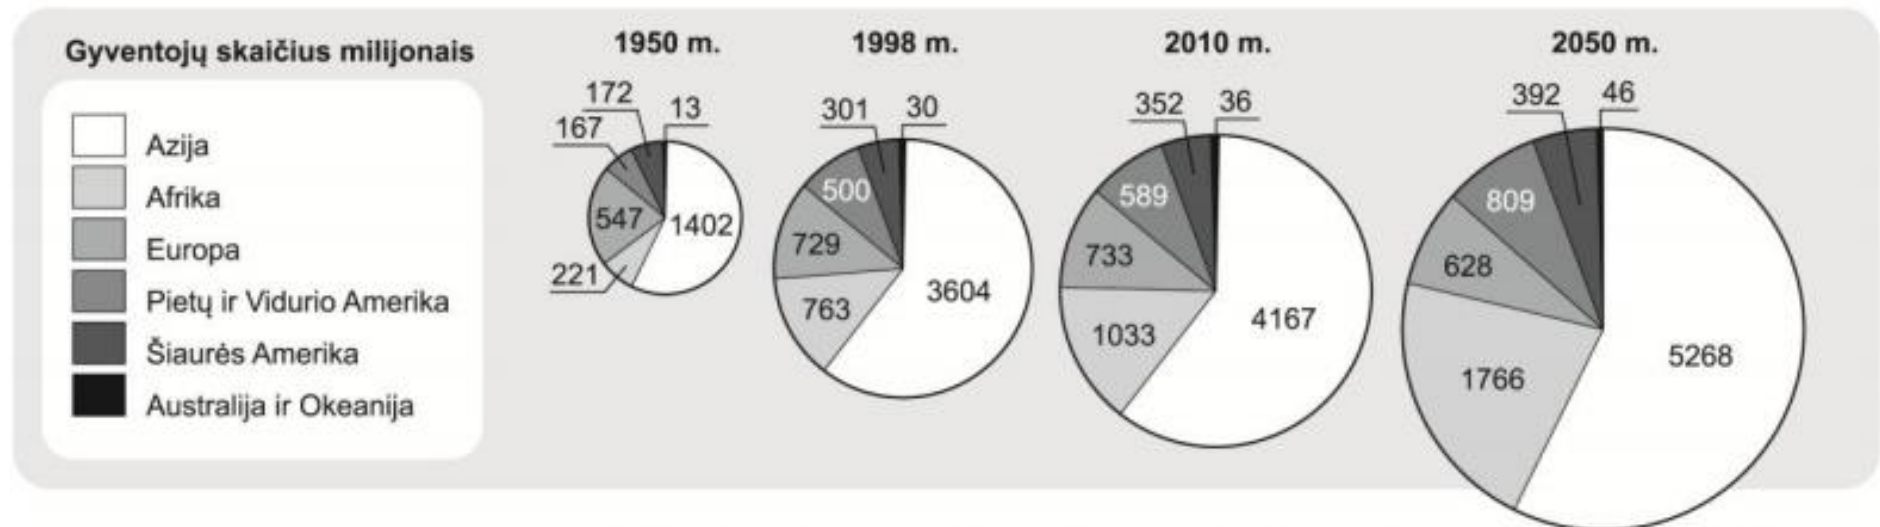 Gyventojų skaičius milijonais
Azija
Afrika
Europa
Pietų ir Vidurio Amerika
Šiaurės Amerika
Australija ir Okeanija
1950 m.
172
13
167
547
1402
221
1998 m.
301
30
500
729
3604
763
2010 m.
352
36
589
733
4167
1033
2050 m.
392
46
809
628
5268
1766